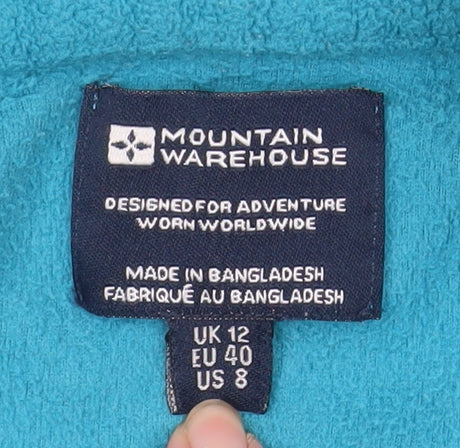 MOUNTAIN
WAREHOUSE
DESIGNED FOR ADVENTURE
WORN WORLDWIDE
MADE IN BANGLADESH
FABRIQUÉ AU BANGLADESH
UK 12
EU 40
US 8